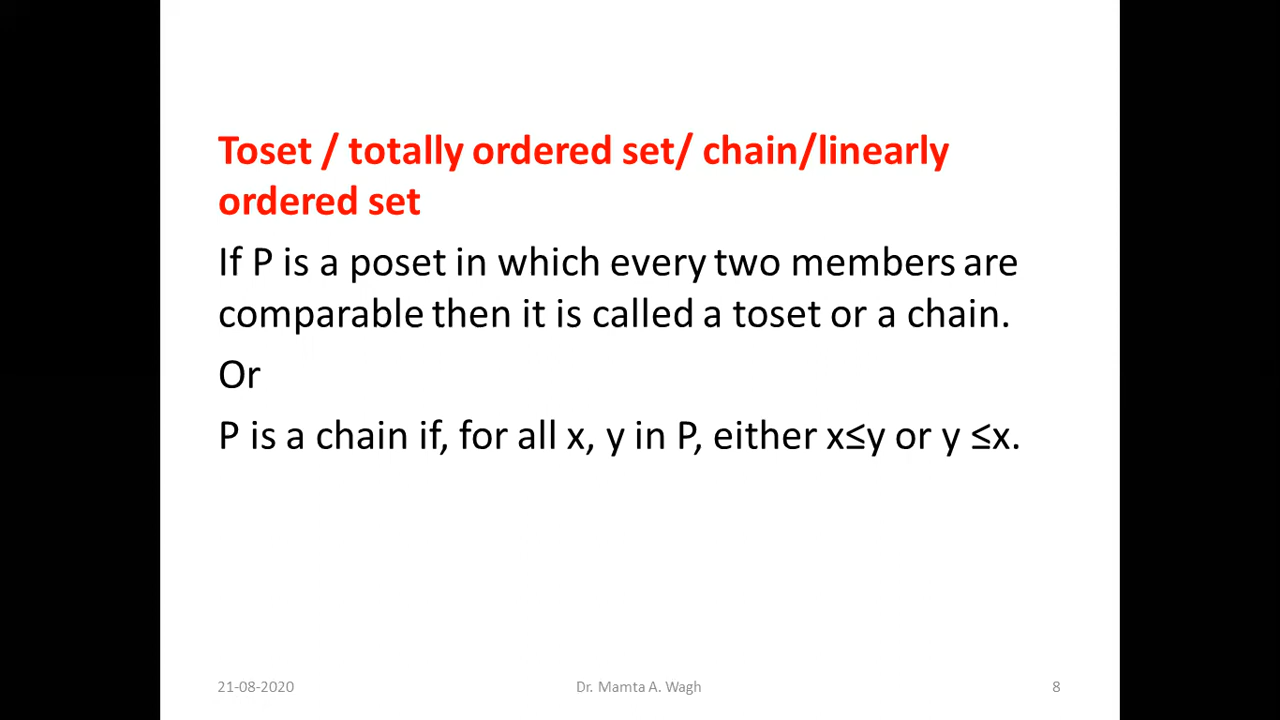 Toset / totally ordered set/ chain/linearly
ordered set
If P is a poset in which every two members are
comparable then it is called a toset or a chain.
Or
P is a chain if, for all x, y in P, either x≤y or y ≤x.
21-08-2020
Dr. Mamta A. Wagh
8